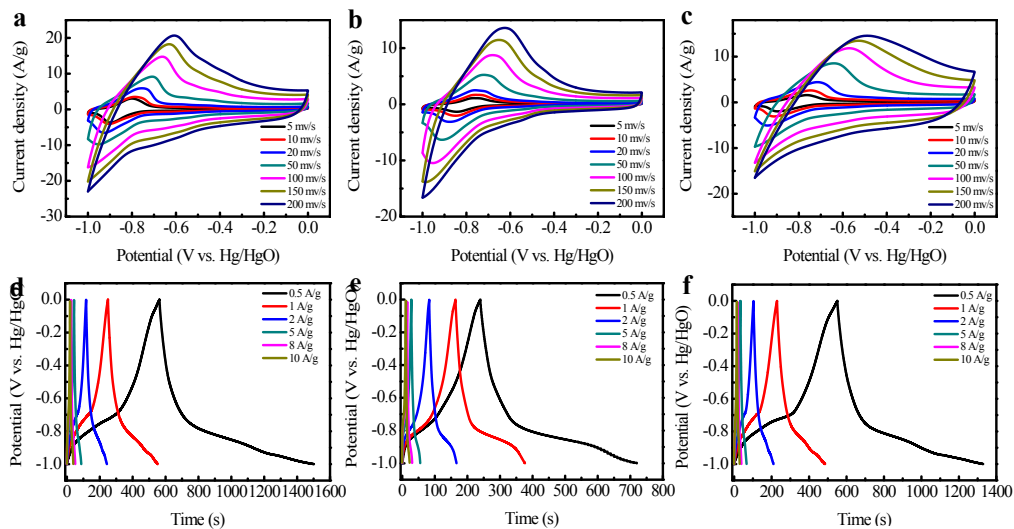 a
Current density (A/g)
20
10
0
-10
-20
-30
5 mv/s
10 mv/s
20 mv/s
50 mv/s
100 mv/s
150 mv/s
200 mv/s
-1.0 -0.8 -0.6 -0.4 -0.2 0.0
Potential (V vs. Hg/HgO)
b
Current density (A/g)
10
0
-10
-20
5 mv/s
10 mv/s
20 mv/s
50 mv/s
100 mv/s
150 mv/s
200 mv/s
-1.0 -0.8 -0.6 -0.4 -0.2 0.0
Potential (V vs. Hg/HgO)
c
Current density (A/g)
20
10
0
-10
-20
5 mv/s
10 mv/s
20 mv/s
50 mv/s
100 mv/s
150 mv/s
200 mv/s
-1.0 -0.8 -0.6 -0.4 -0.2 0.0
Potential (V vs. Hg/HgO)
d
Potential (V vs. Hg/HgO)
0.0
-0.2
-0.4
-0.6
-0.8
-1.0
0.5 A/g
1 A/g
2 A/g
5 A/g
8 A/g
10 A/g
0 200 400 600 800 1000 1200 1400 1600
Time (s)
e
Potential (V vs. Hg/HgO)
0.0
-0.2
-0.4
-0.6
-0.8
-1.0
0.5 A/g
1 A/g
2 A/g
5 A/g
8 A/g
10 A/g
0 100 200 300 400 500 600 700 800
Time (s)
f
Potential (V vs. Hg/HgO)
0.0
-0.2
-0.4
-0.6
-0.8
-1.0
0.5 A/g
1 A/g
2 A/g
5 A/g
8 A/g
10 A/g
0 200 400 600 800 1000 1200 1400
Time (s)